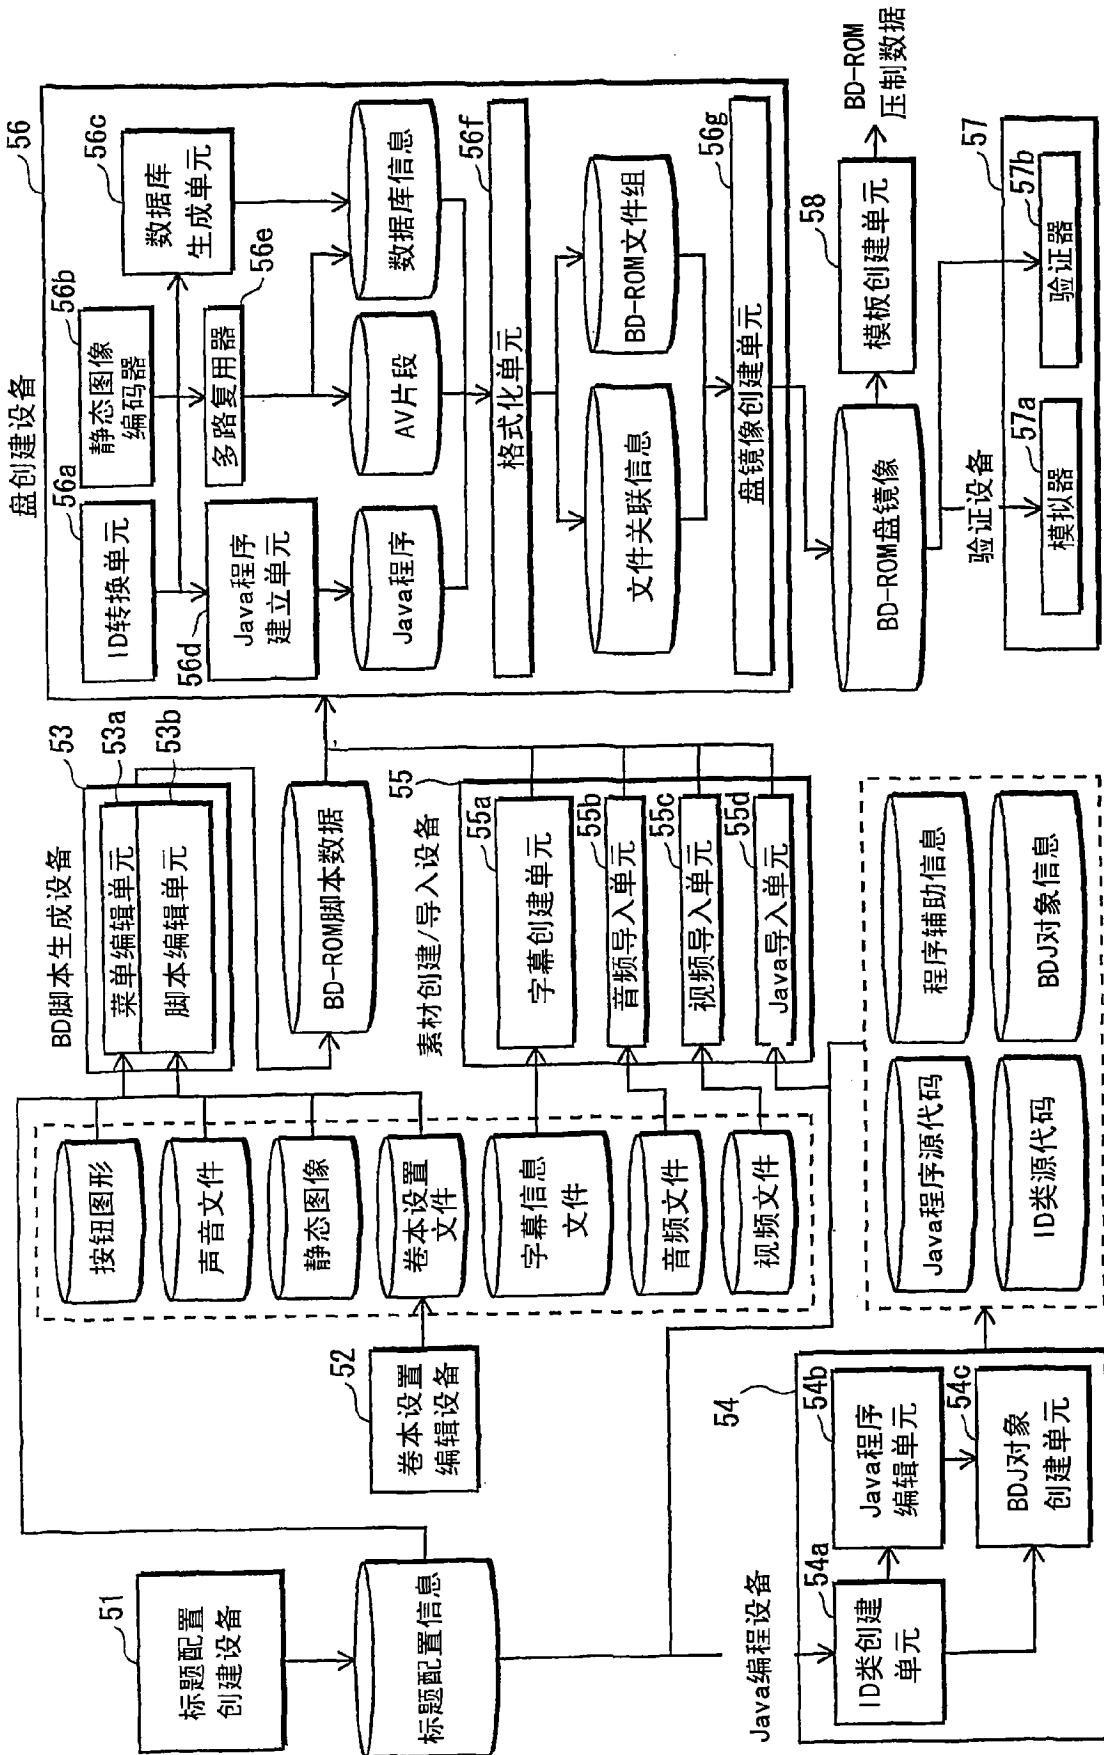 51
标题配置
创建设备
标题配置信息
52
卷本设置
编辑设备
按钮图形
声音文件
静态图像
卷本设置
文件
字幕信息
文件
音频文件
视频文件
BD脚本生成设备
53
53a
菜单编辑单元
53b
脚本编辑单元
BD-ROM脚本数据
素材创建/导入设备
55
55a
字幕创建单元
55b
音频导入单元
55c
视频导入单元
55d
Java导入单元
Java编程设备
54
54a
ID类创建
单元
54b
Java程序
编辑单元
54c
BDJ对象
创建单元
Java程序源代码
程序辅助信息
ID类源代码
BDJ对象信息
盘创建设备
56
56a
ID转换单元
56b
静态图像
编码器
56c
数据库
生成单元
56d
Java程序
建立单元
56e
多路复用器
Java程序
AV片段
数据库信息
56f
格式化单元
文件关联信息
BD-ROM文件组
56g
盘镜像创建单元
BD-ROM盘镜像
58
模板创建单元
BD-ROM
压制数据
验证设备
57
57a
模拟器
57b
验证器